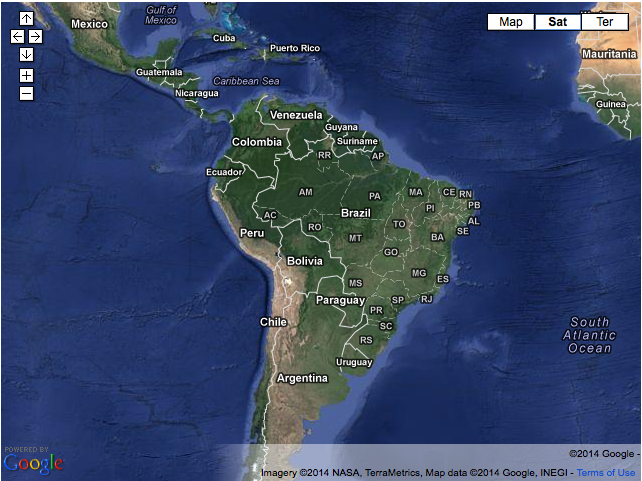 Gulf of
Mexico
Mexico
Map
Sat
Ter
Cuba
Puerto Rico
Mauritania
Guatemala
Caribbean Sea
Nicaragua
Guinea
Venezuela
Guyana
Colombia
Suriname
RR
AP
Ecuador
AM
PA
MA
CE
RN
PB
PI
AC
Brazil
AL
RO
TO
SE
Peru
MT
BA
GO
Bolivia
MG
MS
ES
Paraguay
SP
RJ
PR
Chile
SC
South
Atlantic
Ocean
RS
Uruguay
Argentina
POWERED BY
Google
©2014 Google -
Imagery ©2014 NASA, TerraMetrics, Map data ©2014 Google, INEGI - Terms of Use